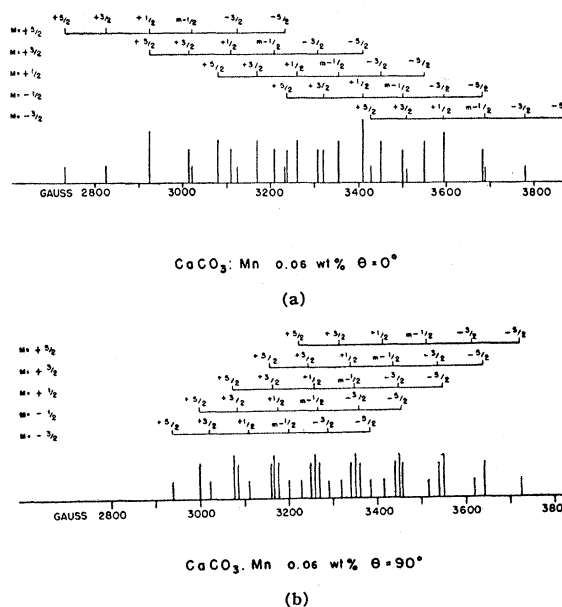 M= +5/2 +5/2 +3/2 +1/2 m-1/2 -3/2 -5/2
M= +3/2 +5/2 +3/2 +1/2 m-1/2 -3/2 -5/2
M= +1/2 +5/2 +3/2 +1/2 m-1/2 -3/2 -5/2
M= -1/2 +5/2 +3/2 +1/2 m-1/2 -3/2 -5/2
M= -3/2 +5/2 +3/2 +1/2 m-1/2 -3/2 -5/2
GAUSS 2800 3000 3200 3400 3600 3800
CaCO3: Mn 0.06 wt% θ=0°
(a)
M= +5/2 +5/2 +3/2 +1/2 m-1/2 -3/2 -5/2
M= +3/2 +5/2 +3/2 +1/2 m-1/2 -3/2 -5/2
M= +1/2 +5/2 +3/2 +1/2 m-1/2 -3/2 -5/2
M= -1/2 +5/2 +3/2 +1/2 m-1/2 -3/2 -5/2
M= -3/2 +5/2 +3/2 +1/2 m-1/2 -3/2 -5/2
GAUSS 2800 3000 3200 3400 3600 380
CaCO3. Mn 0.06 wt% θ=90°
(b)